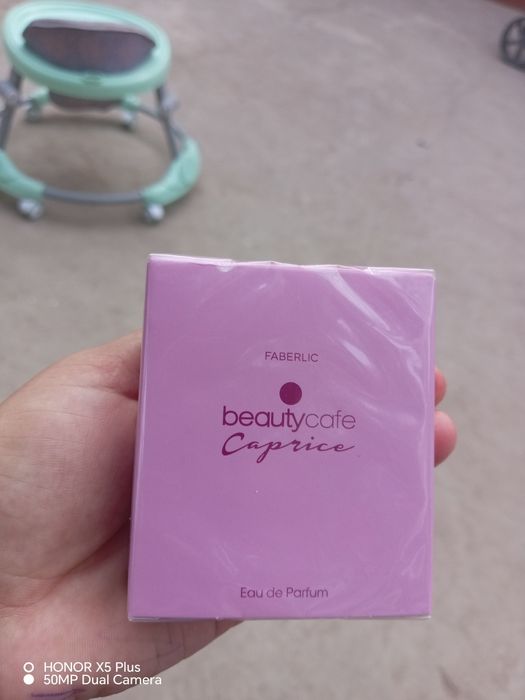 FABERLIC
beautycafe
Caprice
Eau de Parfum
HONOR X5 Plus
50MP Dual Camera